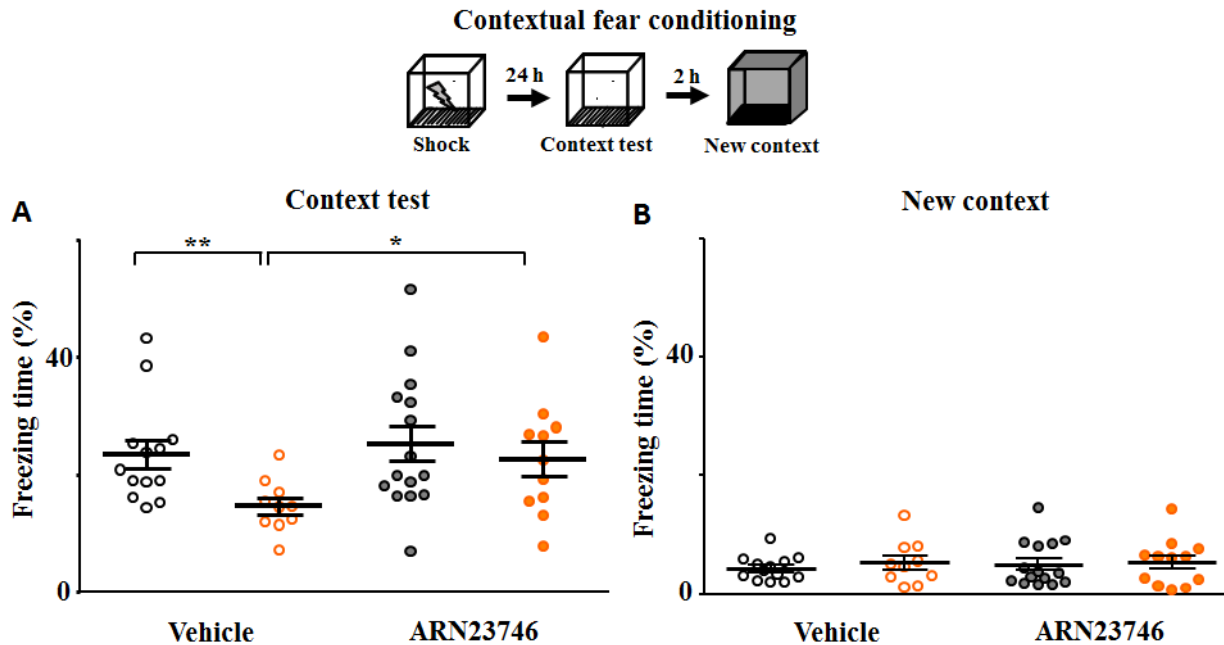 Contextual fear conditioning
24 h
2 h
Shock
Context test
New context
A
Context test
**
*
Freezing time (%)
40
0
Vehicle
ARN23746
B
New context
Freezing time (%)
40
0
Vehicle
ARN23746